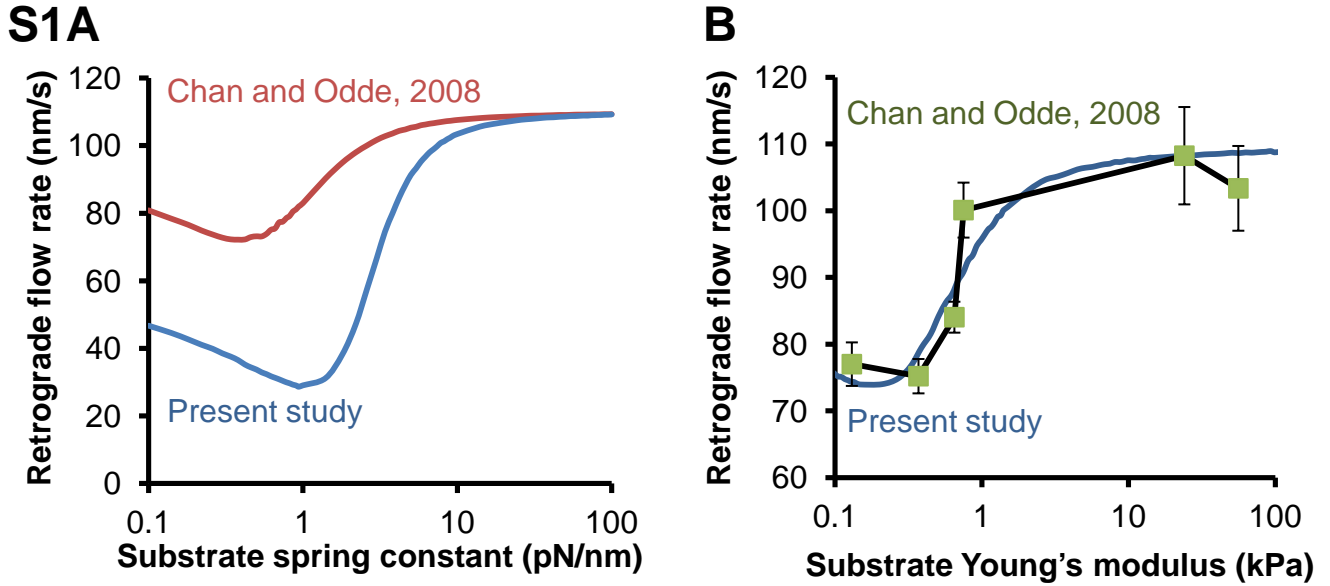 S1A
Retrograde flow rate (nm/s)
120
100
80
60
40
20
0
Chan and Odde, 2008
Present study
0.1 1 10 100
Substrate spring constant (pN/nm)
B
Retrograde flow rate (nm/s)
120
110
100
90
80
70
60
Chan and Odde, 2008
Present study
0.1 1 10 100
Substrate Young's modulus (kPa)